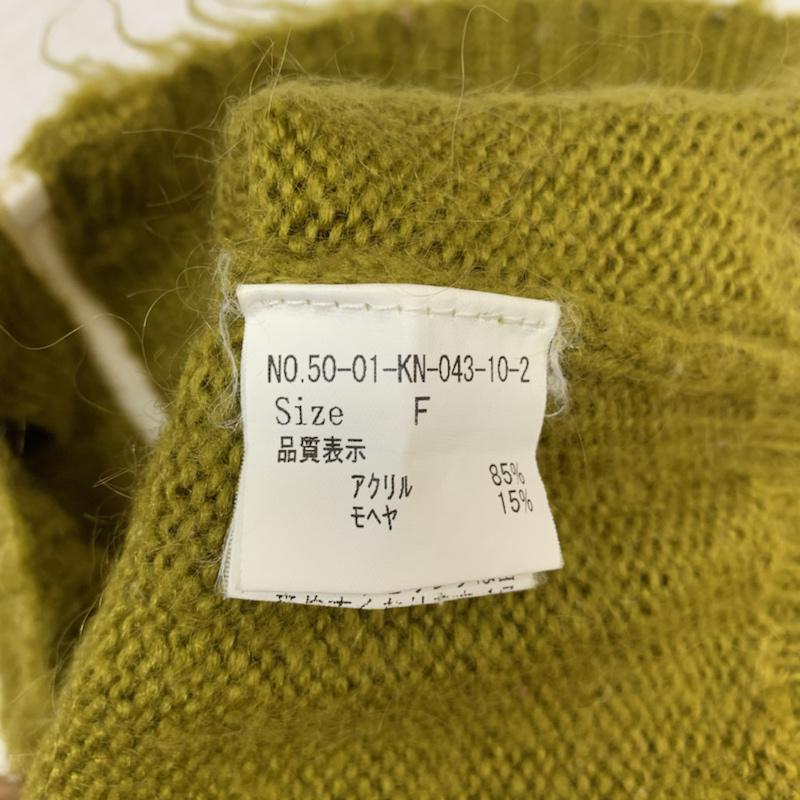 NO.50-01-KN-043-10-2
Size F
品質表示
アクリル 85%
モヘヤ 15%